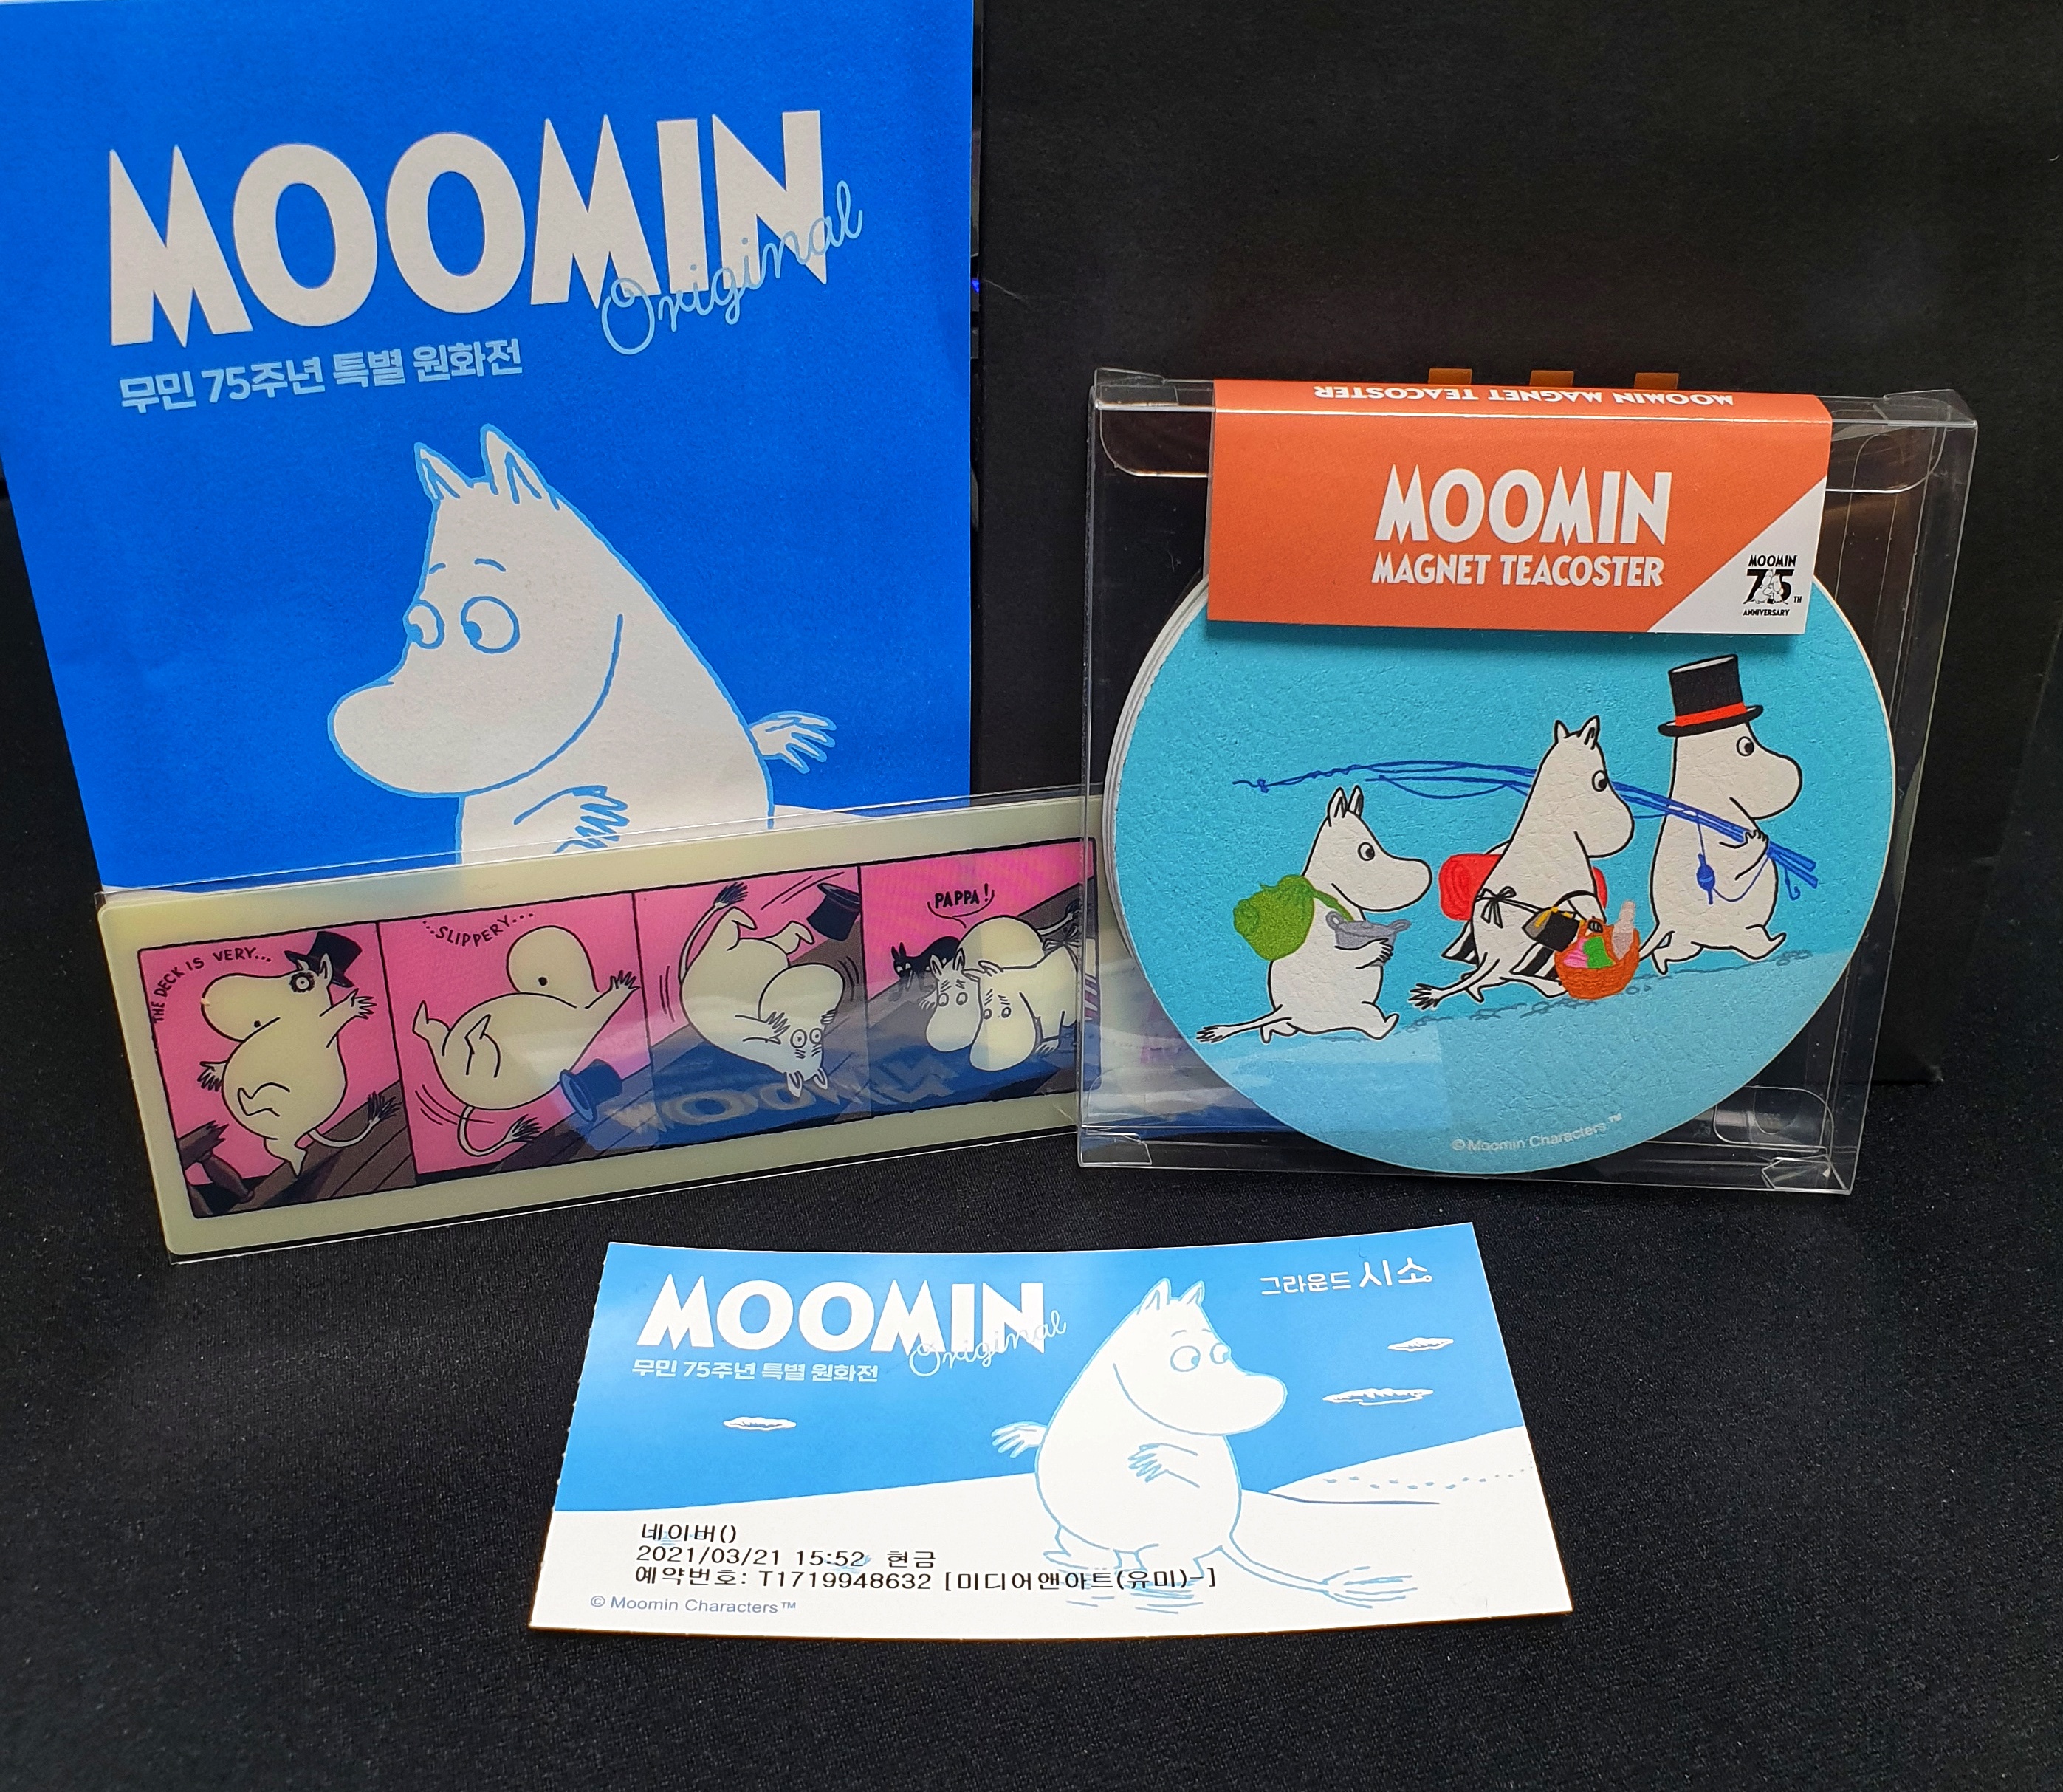 MOOMIN
Original
무민 75주년 특별 원화전
MOOMIN MAGNET TEACOSTER
MOOMIN
MAGNET TEACOSTER
MOOMIN
75TH
ANNIVERSARY
THE DECK IS VERY...
...SLIPPERY...
PAPPA!
©Moomin Characters™
MOOMIN
Original
무민 75주년 특별 원화전
그라운드 시소
네이버()
2021/03/21 15:52 현금
예약번호: T1719948632 [미디어앤아트(유미)-]
© Moomin Characters™